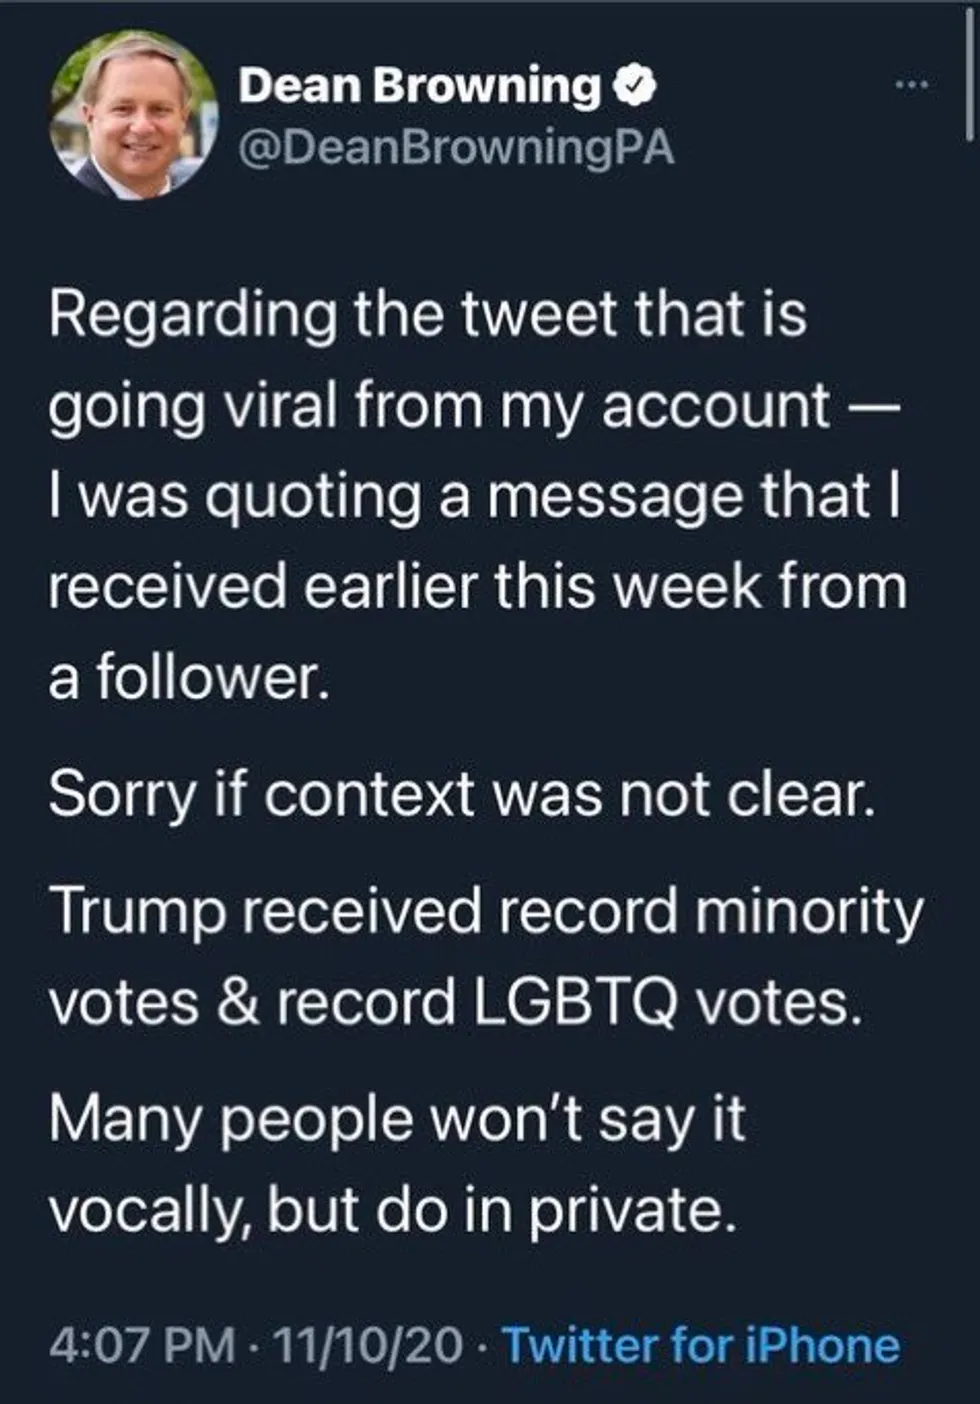 Dean Browning
@DeanBrowningPA
Regarding the tweet that is
going viral from my account —
I was quoting a message that I
received earlier this week from
a follower.
Sorry if context was not clear.
Trump received record minority
votes & record LGBTQ votes.
Many people won't say it
vocally, but do in private.
4:07 PM · 11/10/20 · Twitter for iPhone